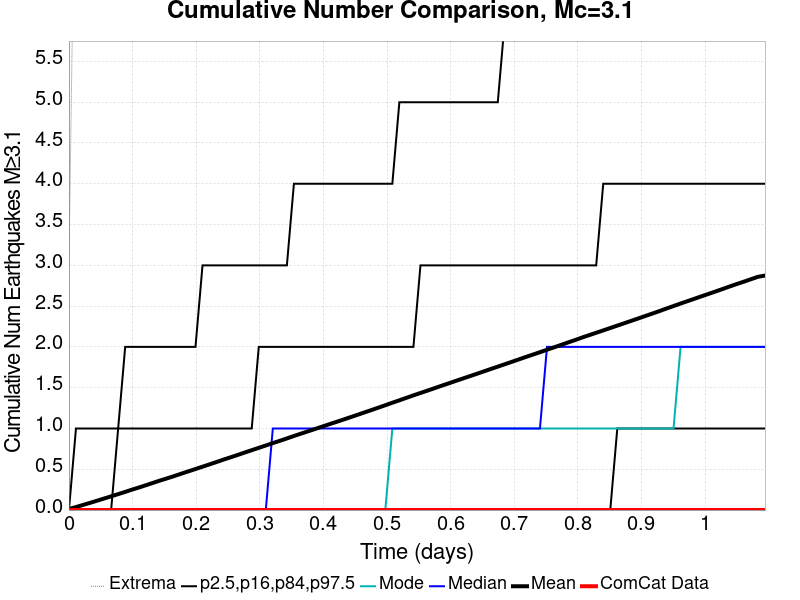 Cumulative Number Comparison, Mc=3.1
Cumulative Num Earthquakes M≥3.1
5.5
5.0
4.5
4.0
3.5
3.0
2.5
2.0
1.5
1.0
0.5
0.0
0 0.1 0.2 0.3 0.4 0.5 0.6 0.7 0.8 0.9 1
Time (days)
Extrema p2.5,p16,p84,p97.5 Mode Median Mean ComCat Data